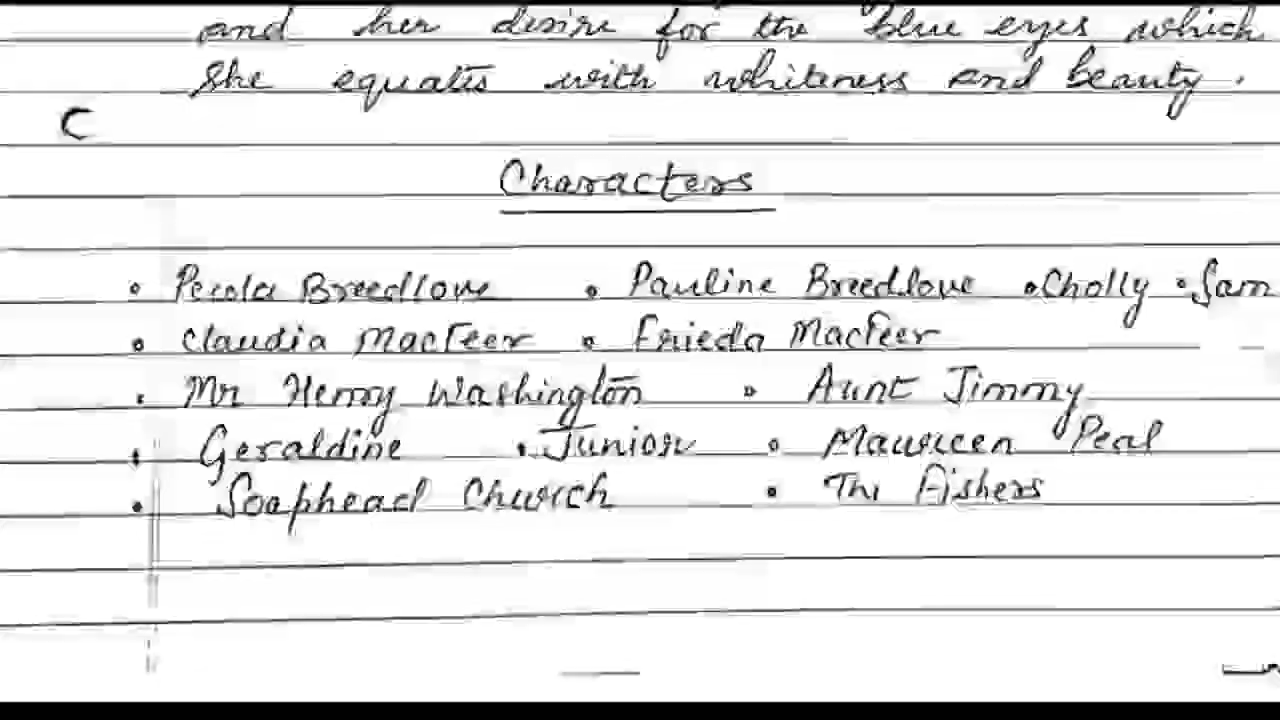 and her desire for the blue eyes which
she equates with whiteness and beauty.
C
Characters
• Pecola Breedlove • Pauline Breedlove • Cholly • Sam
• Claudia MacTeer • Frieda MacTeer
• Mr Henry Washington • Aunt Jimmy
• Geraldine • Junior • Maureen Peal
• Soaphead Church • The Fishers